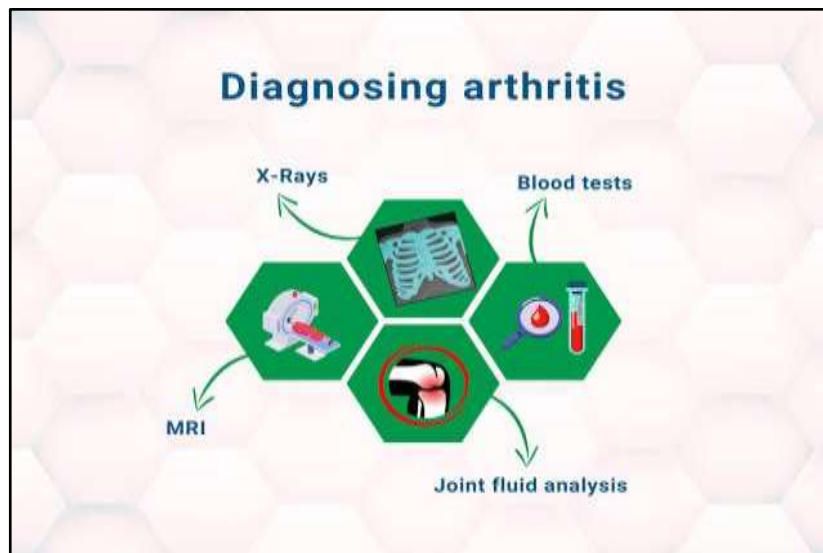 Diagnosing arthritis
X-Rays
Blood tests
MRI
Joint fluid analysis